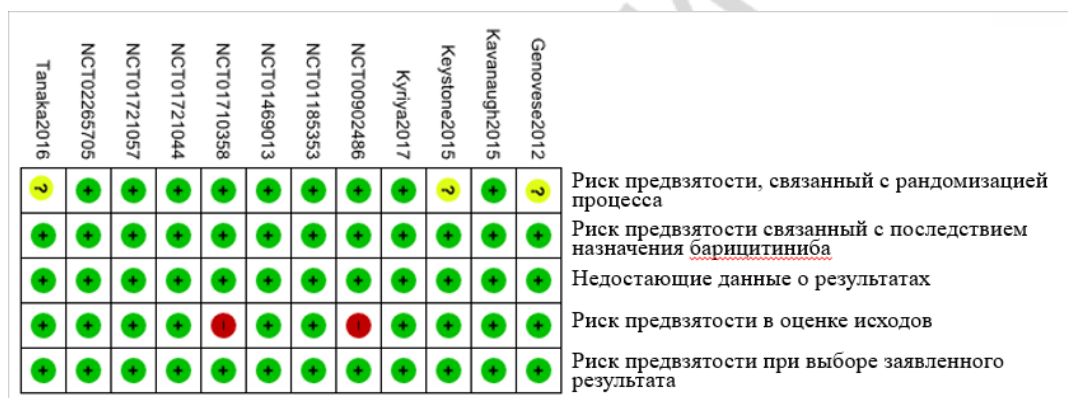 Tanaka2016
NCT02265705
NCT01721057
NCT01721044
NCT01710358
NCT01469013
NCT01185353
NCT00902486
Kyriya2017
Keystone2015
Kavanaugh2015
Genovese2012
? + + + + + + + + ? + ?
Риск предвзятости, связанный с рандомизацией
процесса
+ + + + + + + + + + + +
Риск предвзятости связанный с последствием
назначения барицитиниба
+ + + + + + + + + + + +
Недостающие данные о результатах
+ + + + - + + - + + + +
Риск предвзятости в оценке исходов
+ + + + + + + + + + + +
Риск предвзятости при выборе заявленного
результата